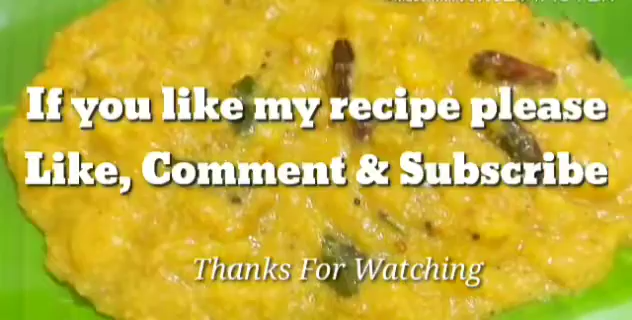 If you like my recipe please
Like, Comment & Subscribe
Thanks For Watching